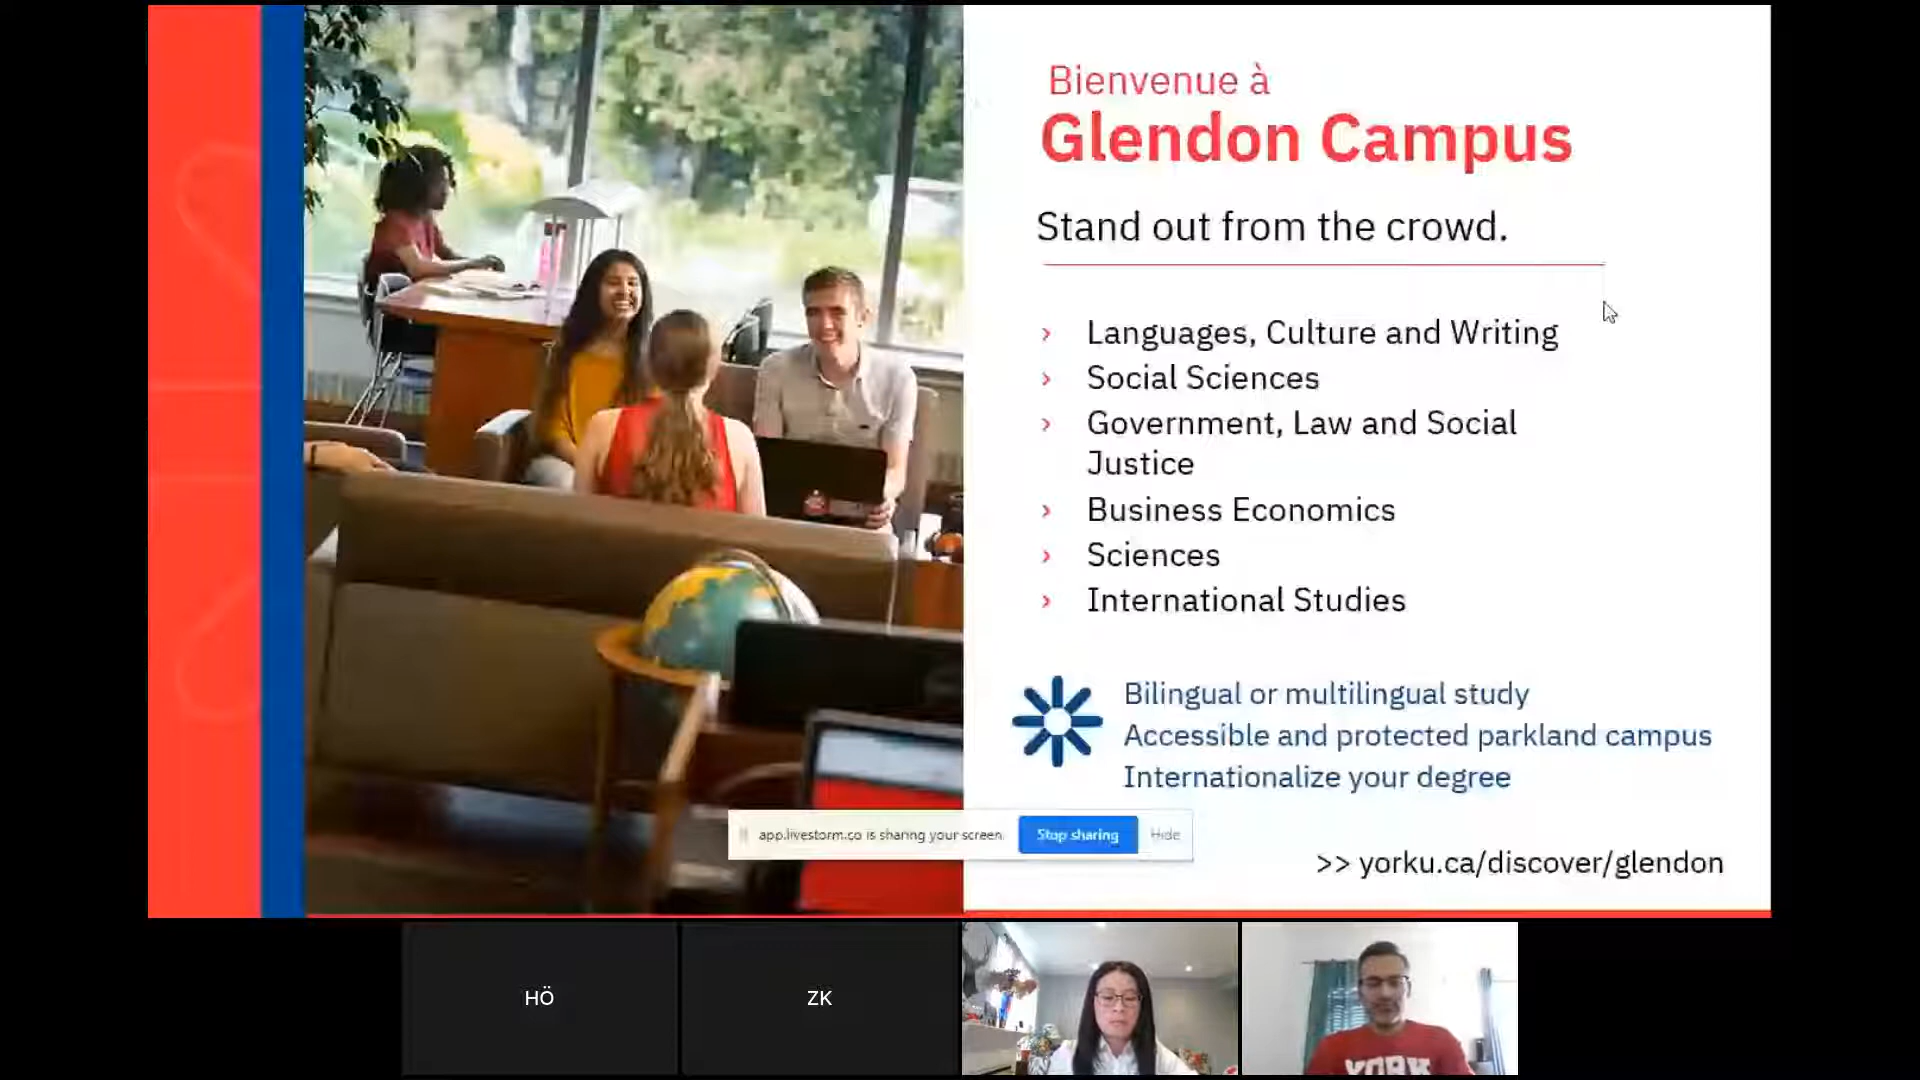 Bienvenue à
Glendon Campus
Stand out from the crowd.
› Languages, Culture and Writing
› Social Sciences
› Government, Law and Social
Justice
› Business Economics
› Sciences
› International Studies
Bilingual or multilingual study
Accessible and protected parkland campus
Internationalize your degree
app.livestorm.co is sharing your screen. Stop sharing Hide
>> yorku.ca/discover/glendon
HÖ
ZK
YORK